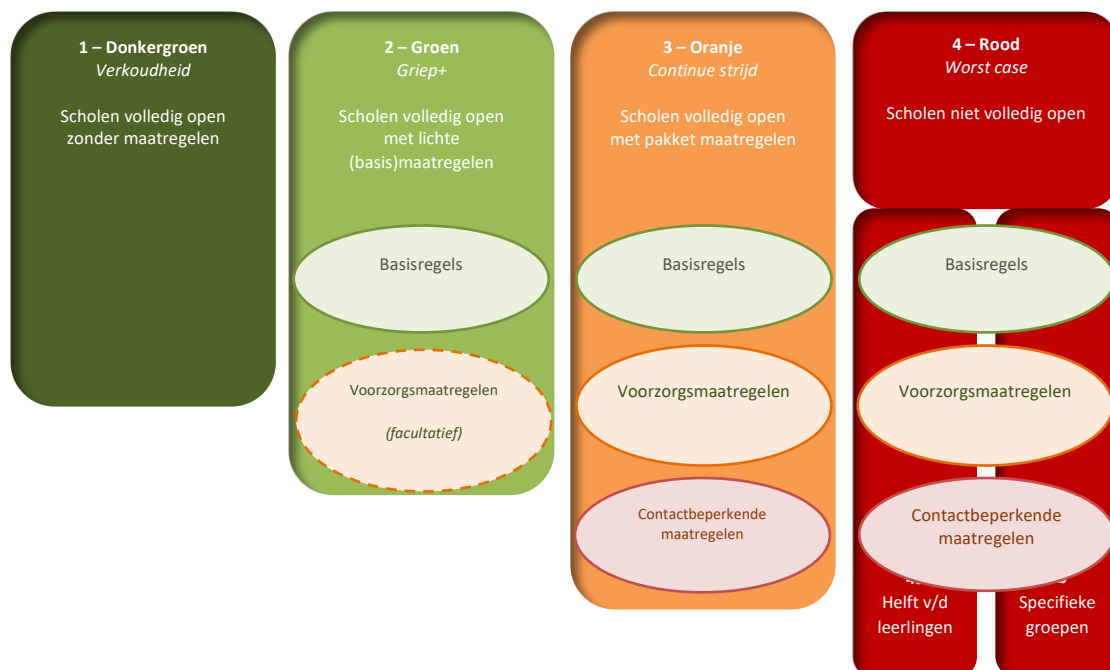 1 – Donkergroen
Verkoudheid
Scholen volledig open
zonder maatregelen
2 – Groen
Griep+
Scholen volledig open
met lichte
(basis)maatregelen
Basisregels
Voorzorgsmaatregelen
(facultatief)
3 – Oranje
Continue strijd
Scholen volledig open
met pakket maatregelen
Basisregels
Voorzorgsmaatregelen
Contactbeperkende
maatregelen
4 – Rood
Worst case
Scholen niet volledig open
Basisregels
Voorzorgsmaatregelen
Contactbeperkende
maatregelen
Helft v/d
leerlingen
Specifieke
groepen